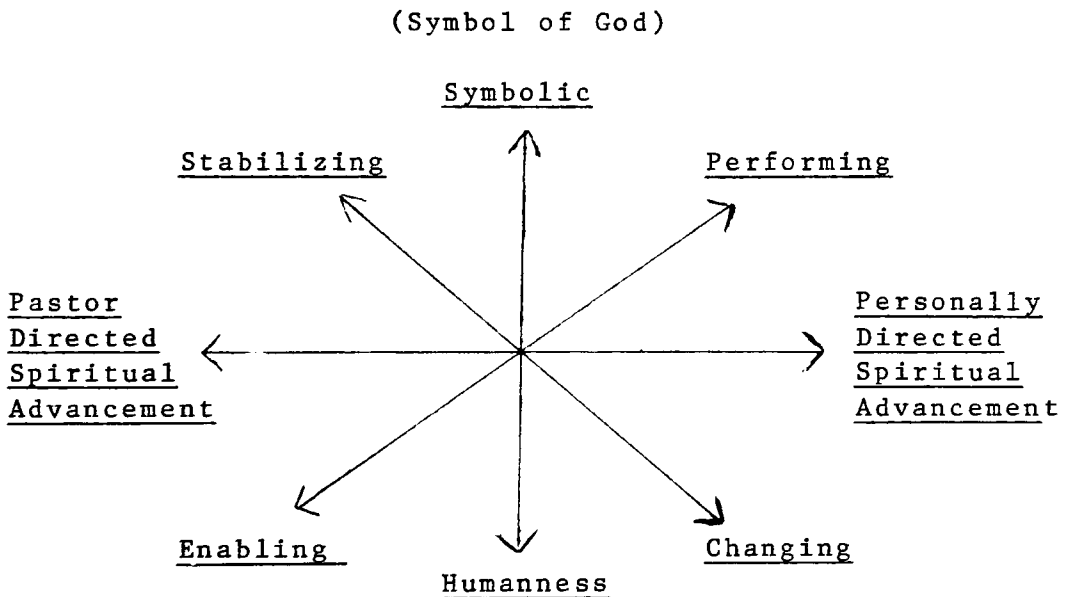 (Symbol of God)
Symbolic
Stabilizing
Performing
Pastor
Directed
Spiritual
Advancement
Personally
Directed
Spiritual
Advancement
Enabling
Changing
Humanness